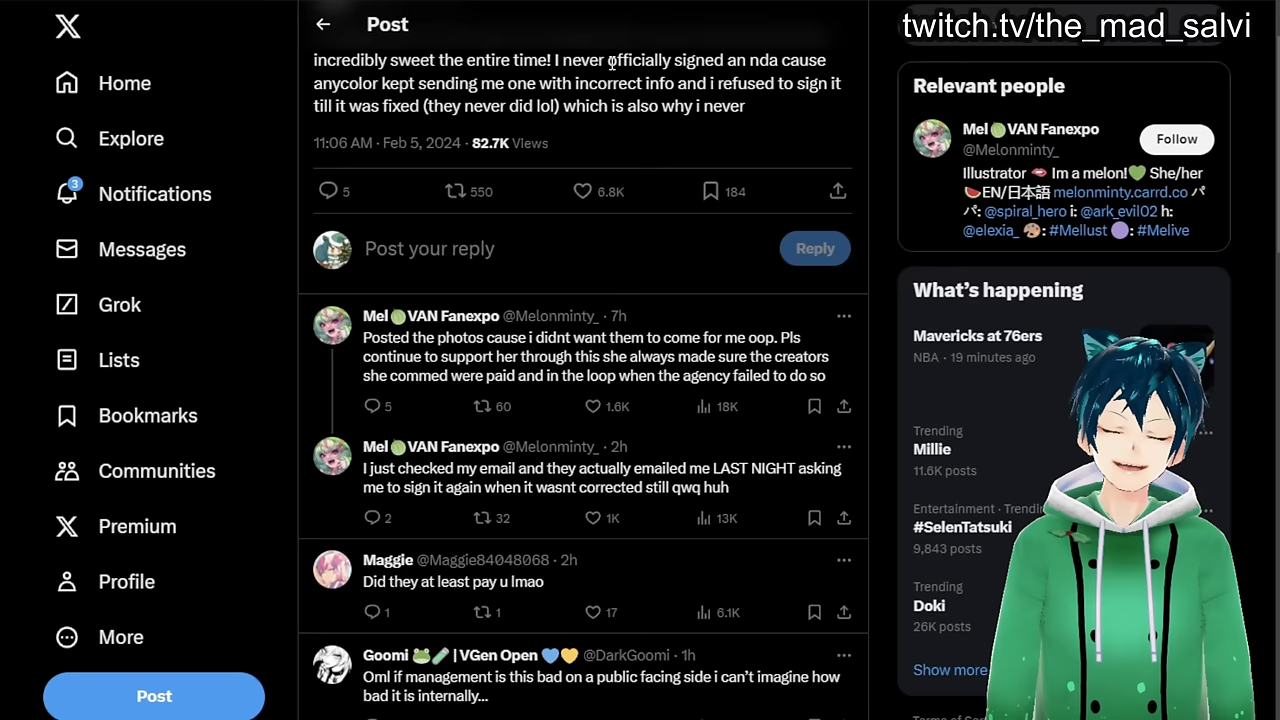 twitch.tv/the_mad_salvi
Home
Explore
3
Notifications
Messages
Grok
Lists
Bookmarks
Communities
Premium
Profile
More
Post
Post
incredibly sweet the entire time! I never officially signed an nda cause
anycolor kept sending me one with incorrect info and i refused to sign it
till it was fixed (they never did lol) which is also why i never
11:06 AM · Feb 5, 2024 · 82.7K Views
5 550 6.8K 184
Post your reply
Reply
Mel🍈VAN Fanexpo @Melonminty_ · 7h
Posted the photos cause i didnt want them to come for me oop. Pls
continue to support her through this she always made sure the creators
she commed were paid and in the loop when the agency failed to do so
5 60 1.6K 18K
Mel🍈VAN Fanexpo @Melonminty_ · 2h
I just checked my email and they actually emailed me LAST NIGHT asking
me to sign it again when it wasnt corrected still qwq huh
2 32 1K 13K
Maggie @Maggie84048068 · 2h
Did they at least pay u lmao
1 1 17 6.1K
Goomi 🐸🧪 | VGen Open 💙💛 @DarkGoomi · 1h
Oml if management is this bad on a public facing side i can't imagine how
bad it is internally...
Relevant people
Mel🍈VAN Fanexpo
@Melonminty_
Follow
Illustrator 🫦 Im a melon!💚 She/her
🍉EN/日本語 melonminty.carrd.co パ
パ: @spiral_hero i: @ark_evil02 h:
@elexia_ 🎨: #Mellust 🟣: #Melive
What's happening
Mavericks at 76ers
NBA · 19 minutes ago
Trending
Millie
11.6K posts
Entertainment · Trendin
#SelenTatsuki
9,843 posts
Trending
Doki
26K posts
Show more